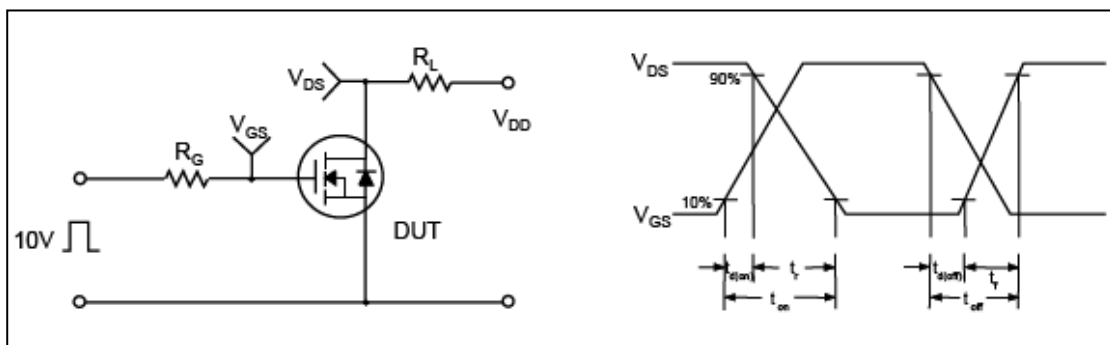 V_DS
R_L
V_DD
V_GS
R_G
10V
DUT
V_DS
90%
10%
V_GS
t_d(on)
t_r
t_d(off)
t_f
t_on
t_off